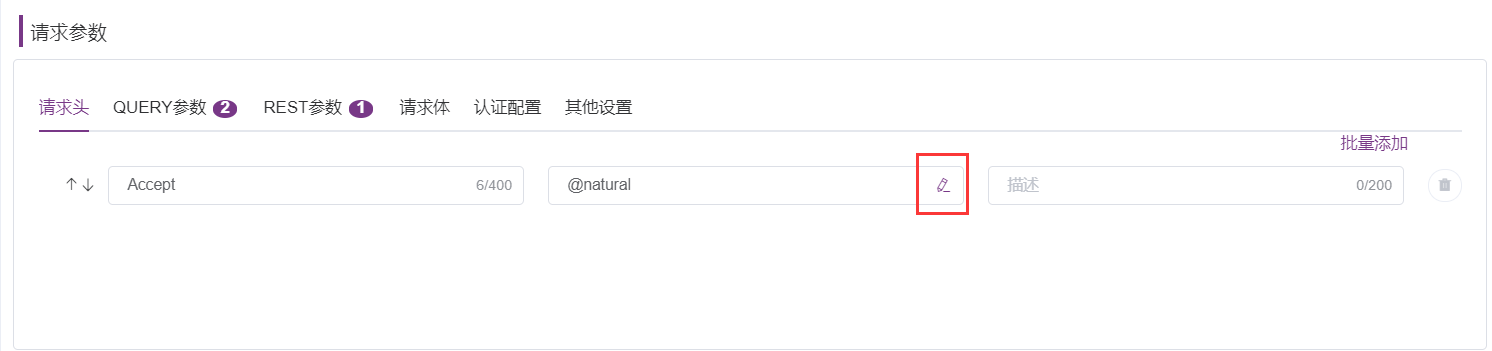 请求参数
请求头 QUERY参数 2 REST参数 1 请求体 认证配置 其他设置
批量添加
Accept 6/400 @natural 描述 0/200